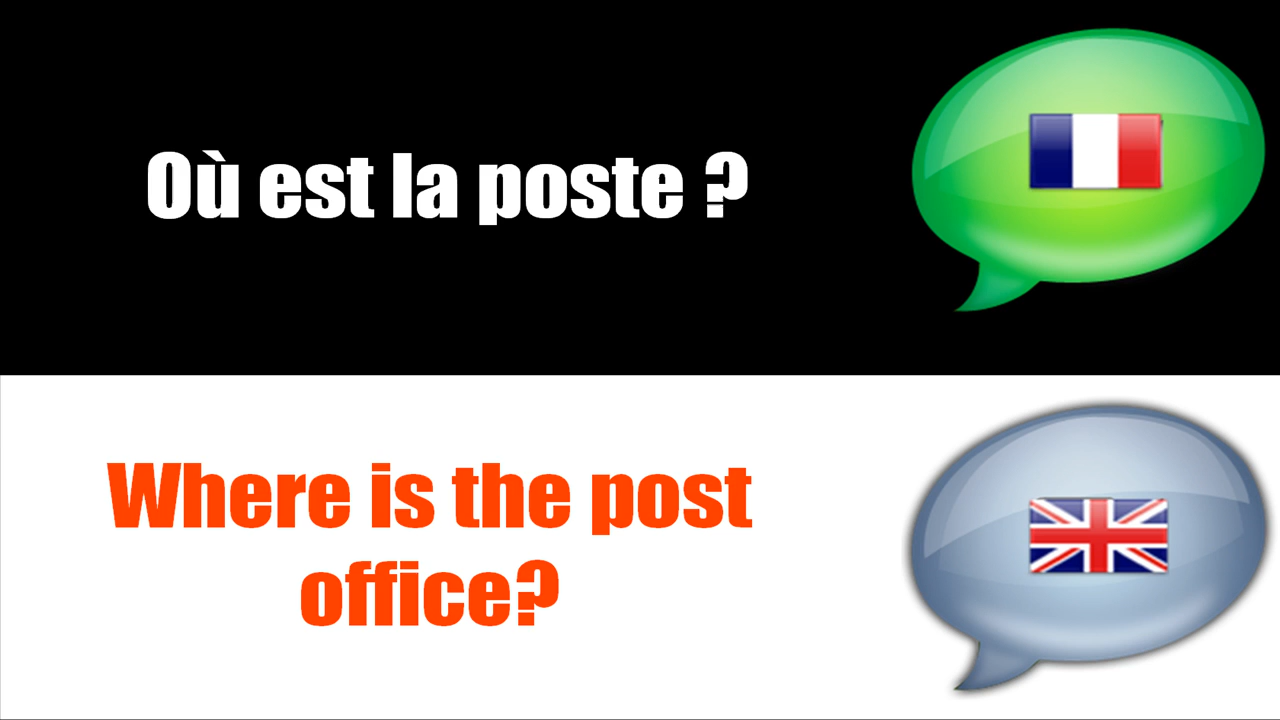 Où est la poste ?
Where is the post
office?